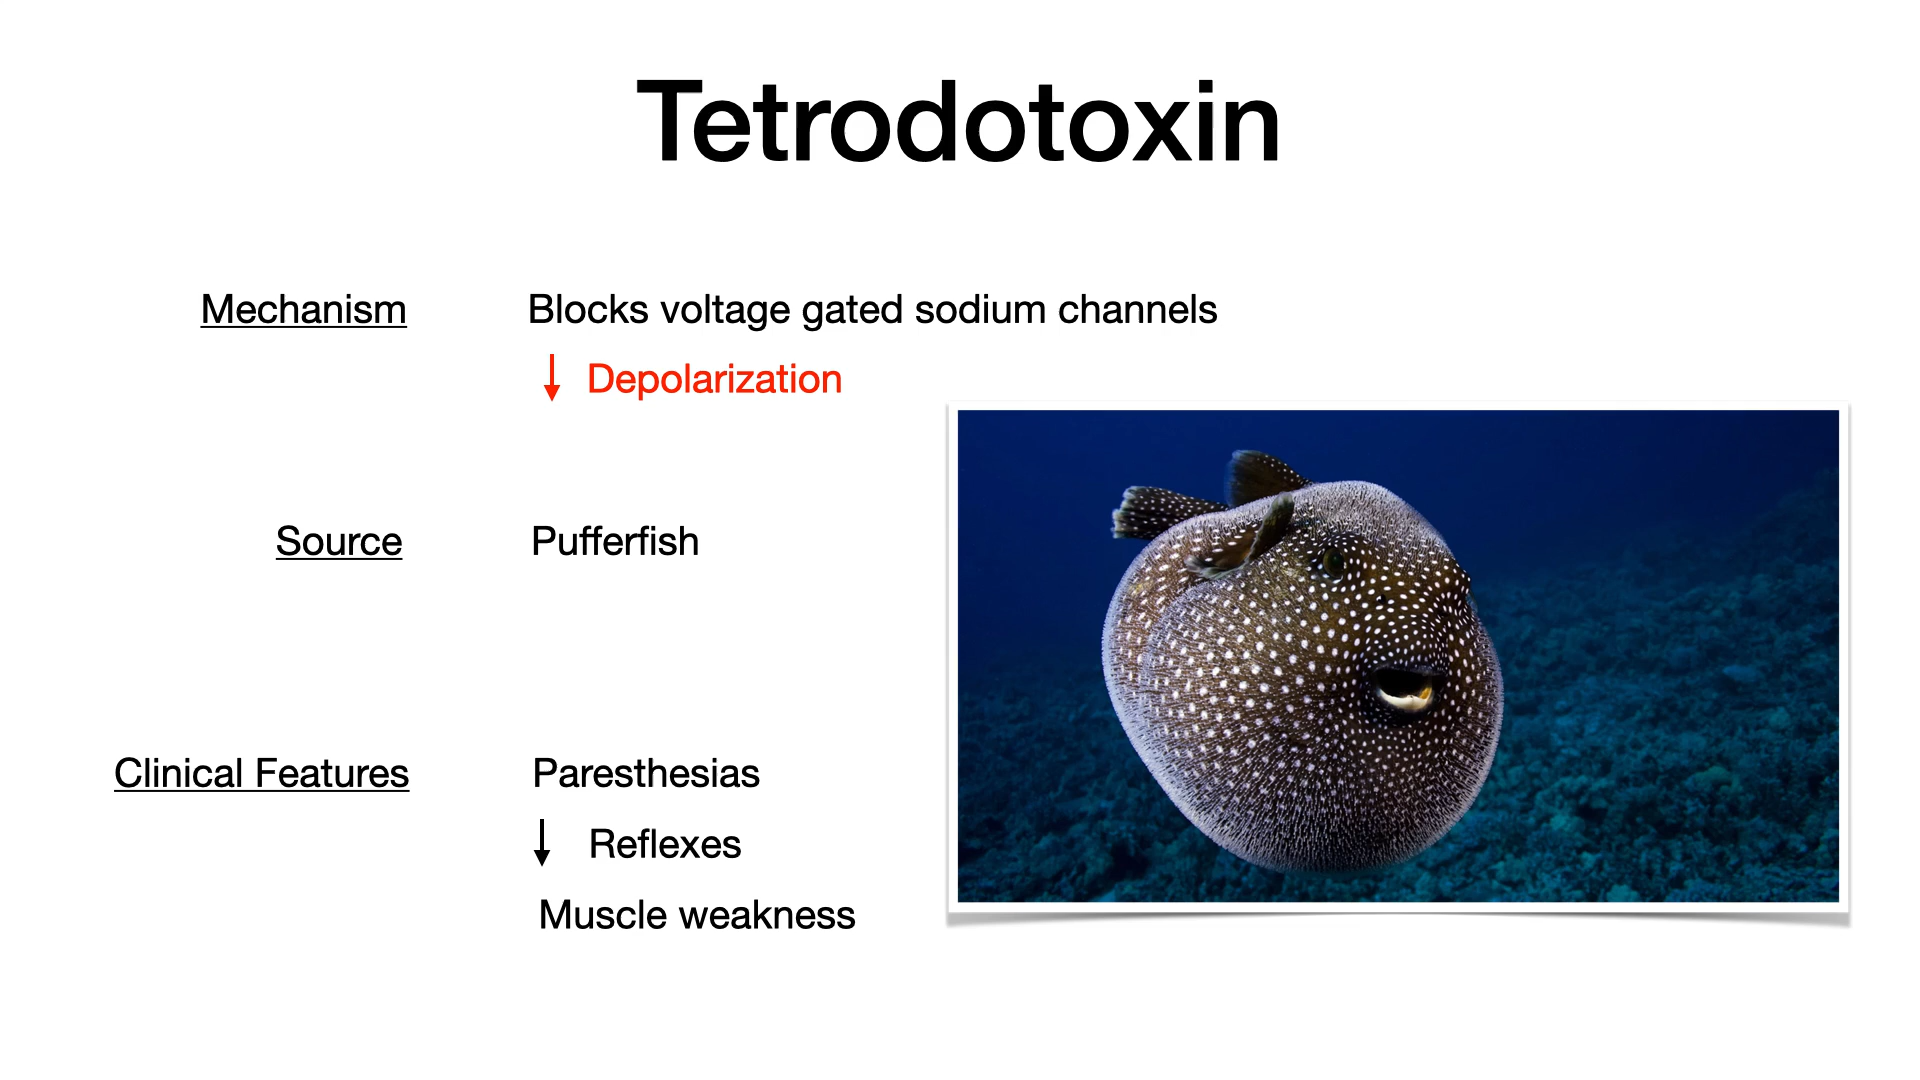 Tetrodotoxin
Mechanism Blocks voltage gated sodium channels
↓ Depolarization
Source Pufferfish
Clinical Features Paresthesias
↓ Reflexes
Muscle weakness